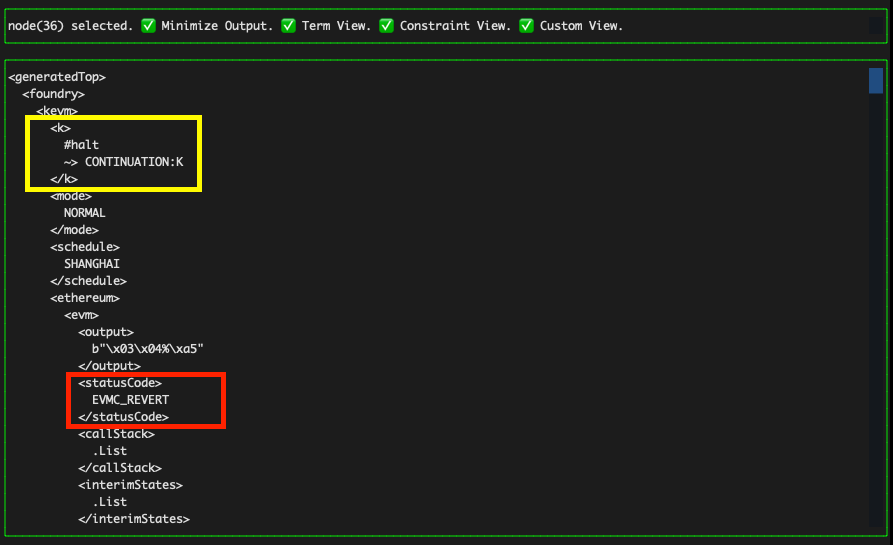 node(36) selected. ✅ Minimize Output. ✅ Term View. ✅ Constraint View. ✅ Custom View.
<generatedTop>
<foundry>
<kevm>
<k>
#halt
~> CONTINUATION:K
</k>
<mode>
NORMAL
</mode>
<schedule>
SHANGHAI
</schedule>
<ethereum>
<evm>
<output>
b"\x03\x04%\xa5"
</output>
<statusCode>
EVMC_REVERT
</statusCode>
<callStack>
.List
</callStack>
<interimStates>
.List
</interimStates>